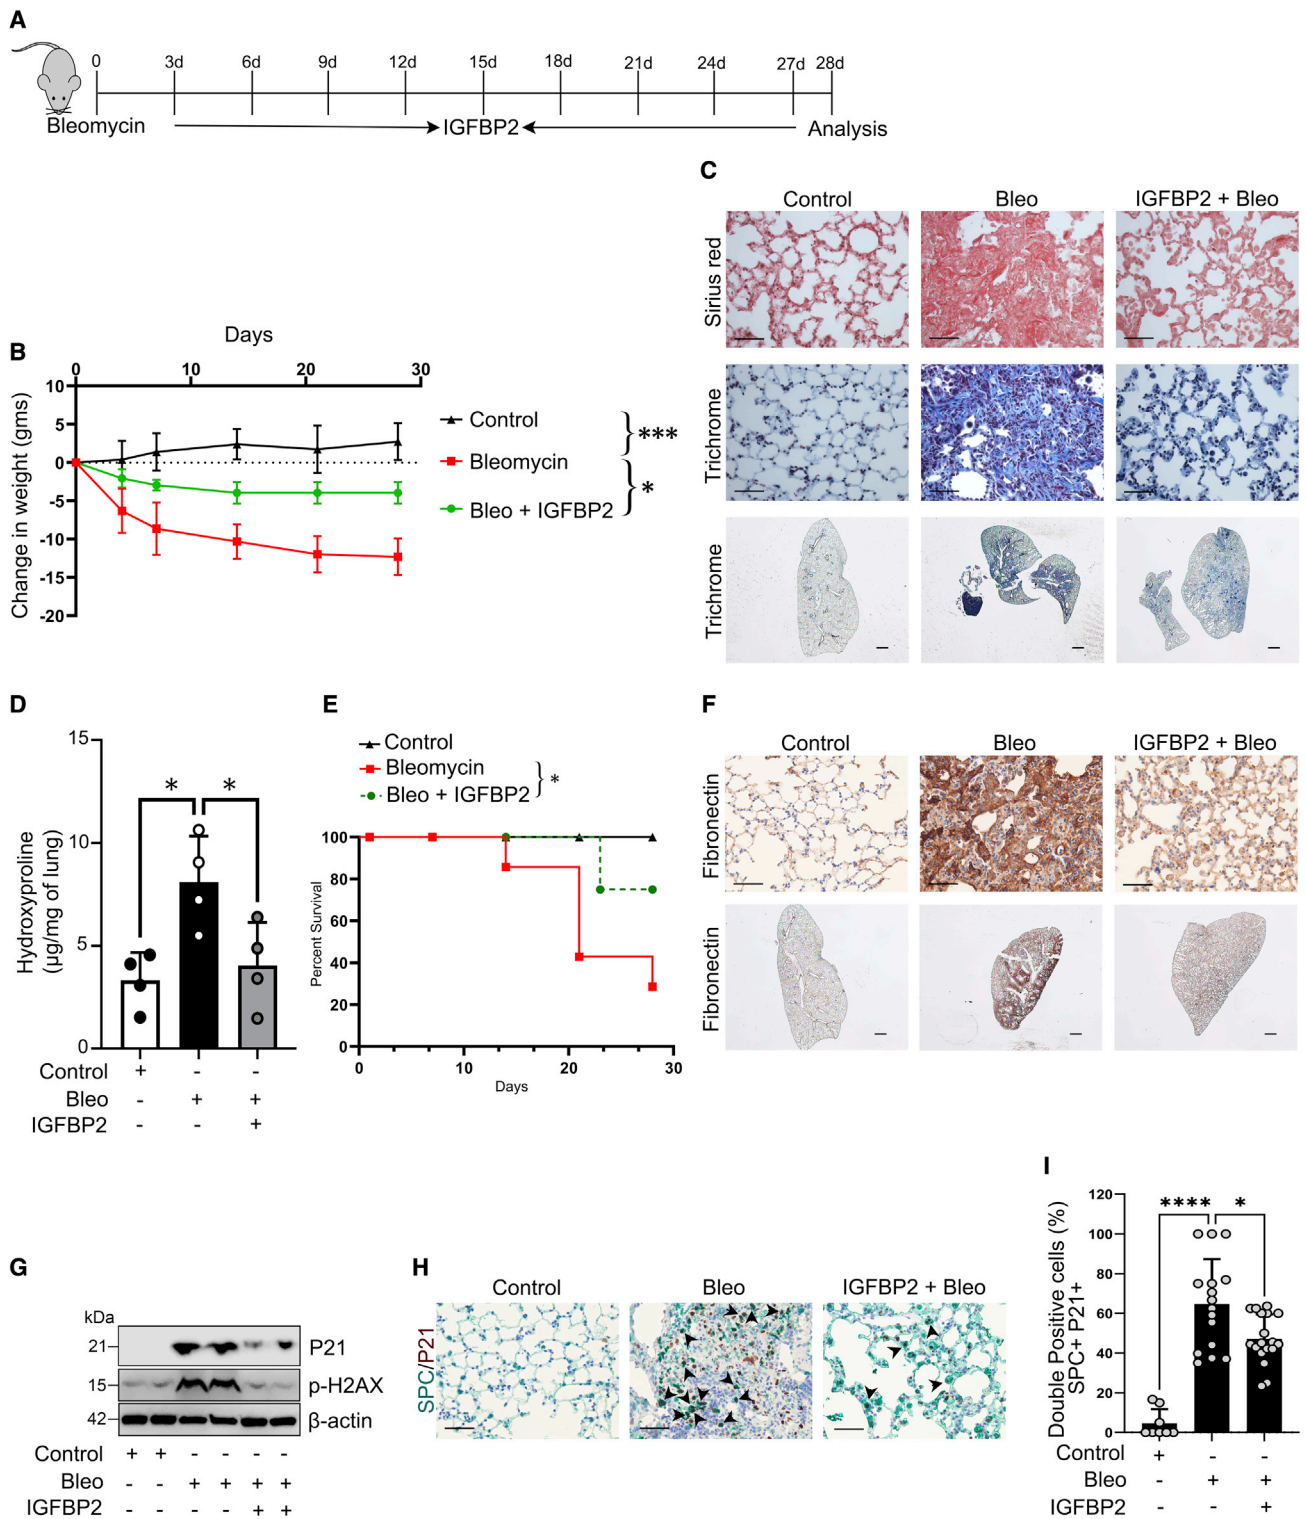 A
0 3d 6d 9d 12d 15d 18d 21d 24d 27d 28d
Bleomycin IGFBP2 Analysis
B
Days
0 10 20 30
10
5
0
-5
-10
-15
-20
Change in weight (gms)
Control
Bleomycin
Bleo + IGFBP2
***
*
C
Control Bleo IGFBP2 + Bleo
Sirius red
Trichrome
Trichrome
D
15
10
5
0
Hydroxyproline
(µg/mg of lung)
* *
Control + - -
Bleo - + +
IGFBP2 - - +
E
Control
Bleomycin
Bleo + IGFBP2
*
100
80
60
40
20
0
Percent Survival
0 10 20 30
Days
F
Control Bleo IGFBP2 + Bleo
Fibronectin
Fibronectin
G
kDa
21 P21
15 p-H2AX
42 β-actin
Control + + - - - -
Bleo - - + + + +
IGFBP2 - - - - + +
H
Control Bleo IGFBP2 + Bleo
SPC/P21
I
120
100
80
60
40
20
0
Double Positive cells (%)
SPC+ P21+
**** *
Control + - -
Bleo - + +
IGFBP2 - - +